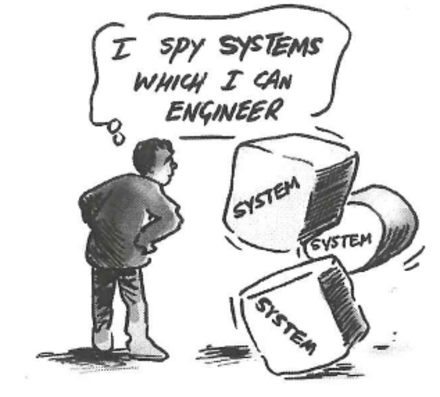 I SPY SYSTEMS
WHICH I CAN
ENGINEER
SYSTEM
SYSTEM
SYSTEM